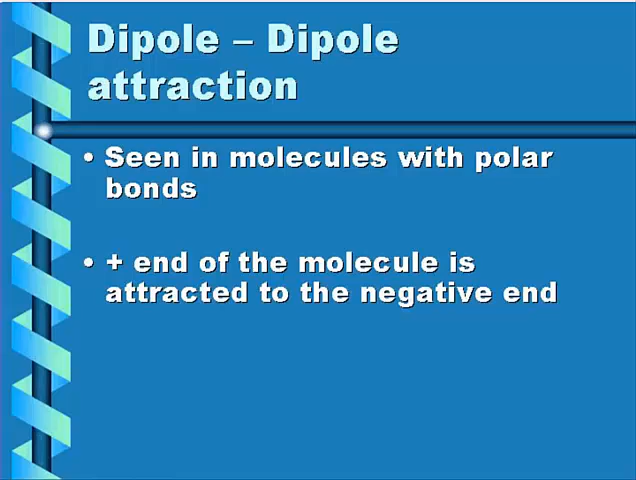 Dipole – Dipole
attraction
• Seen in molecules with polar
bonds
• + end of the molecule is
attracted to the negative end